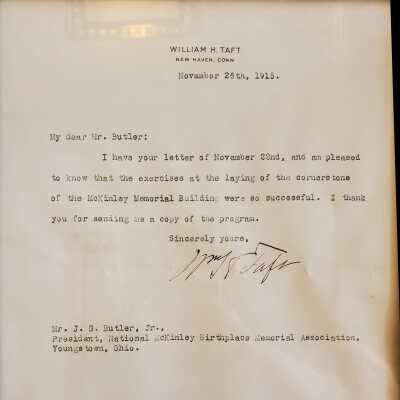 WILLIAM H. TAFT
NEW HAVEN, CONN
November 26th, 1915.
My dear Mr. Butler:
I have your letter of November 22nd, and am pleased
to know that the exercises at the laying of the cornerstone
of the McKinley Memorial Building were so successful. I thank
you for sending me a copy of the program.
Sincerely yours,
Wm H Taft
Mr. J. G. Butler, Jr.,
President, National McKinley Birthplace Memorial Association,
Youngstown, Ohio.